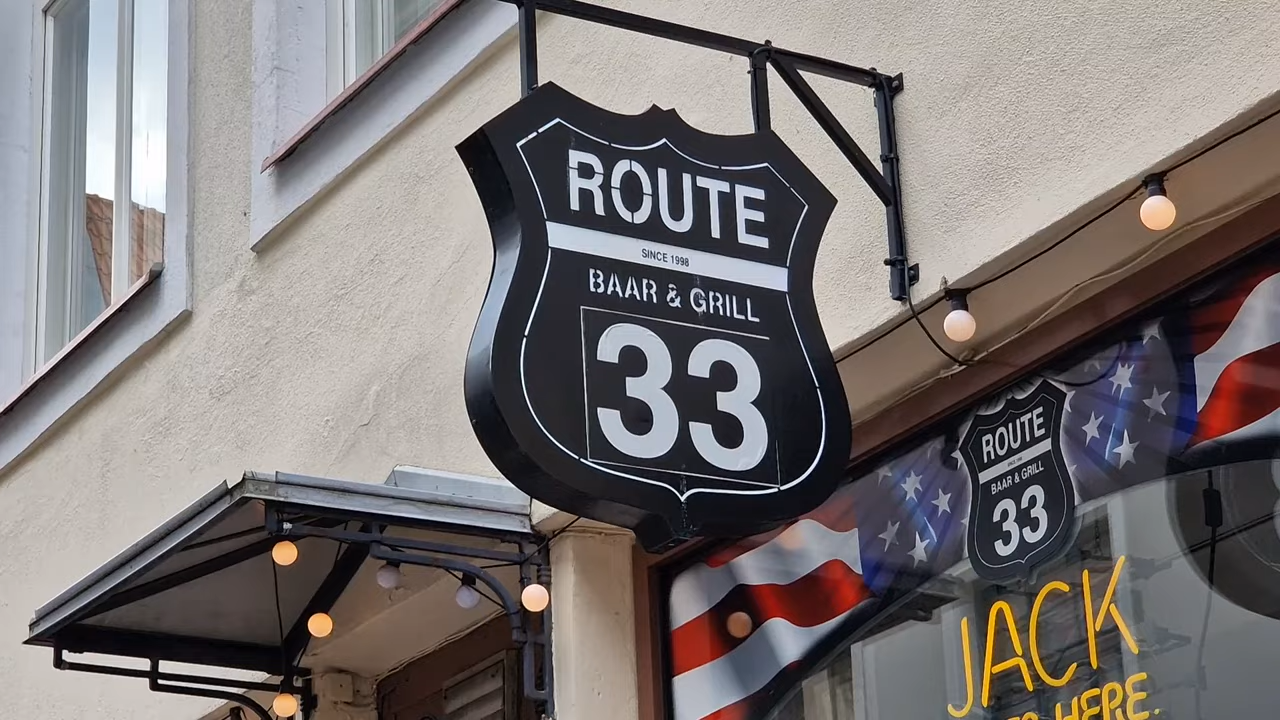 ROUTE
SINCE 1998
BAAR & GRILL
33
ROUTE
BAAR & GRILL
33
JACK
HERE.